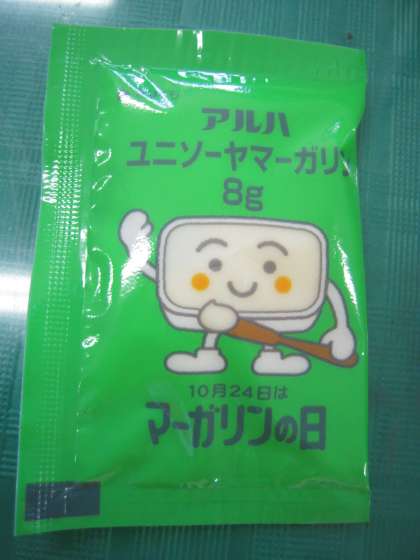 アルハ
ユニソーヤマーガリン
8g
10月24日は
マーガリンの日